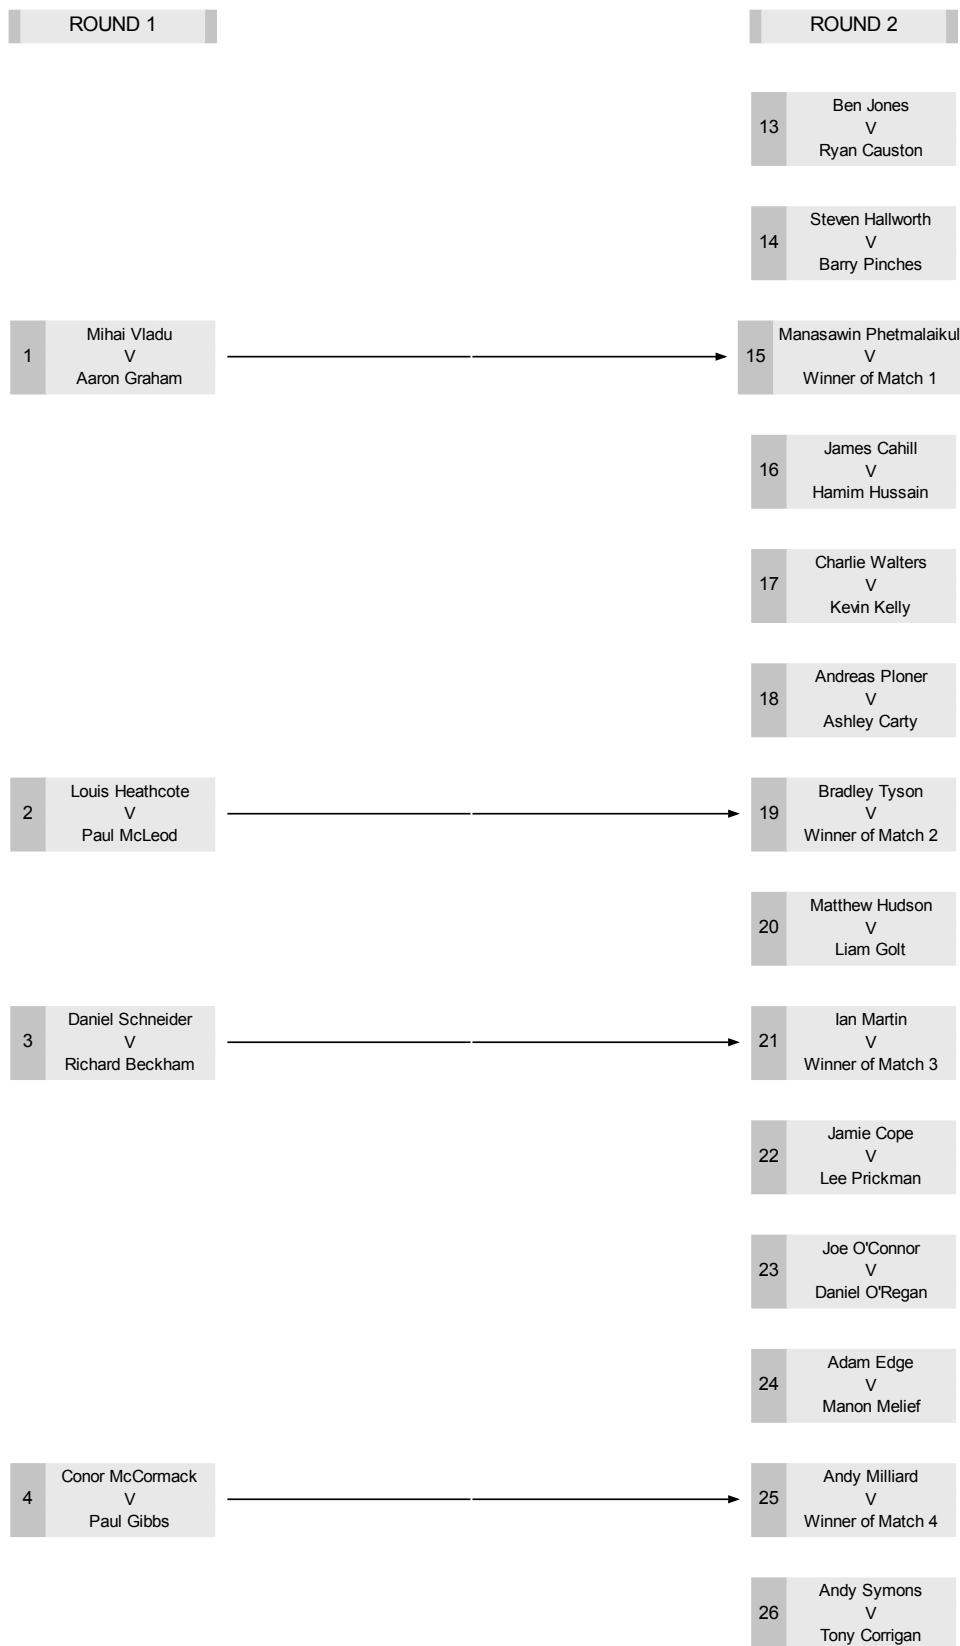 ROUND 1
ROUND 2
13
Ben Jones
V
Ryan Causton
14
Steven Hallworth
V
Barry Pinches
1
Mihai Vladu
V
Aaron Graham
15
Manasawin Phetmalaikul
V
Winner of Match 1
16
James Cahill
V
Hamim Hussain
17
Charlie Walters
V
Kevin Kelly
18
Andreas Ploner
V
Ashley Carty
2
Louis Heathcote
V
Paul McLeod
19
Bradley Tyson
V
Winner of Match 2
20
Matthew Hudson
V
Liam Golt
3
Daniel Schneider
V
Richard Beckham
21
Ian Martin
V
Winner of Match 3
22
Jamie Cope
V
Lee Prickman
23
Joe O'Connor
V
Daniel O'Regan
24
Adam Edge
V
Manon Melief
4
Conor McCormack
V
Paul Gibbs
25
Andy Milliard
V
Winner of Match 4
26
Andy Symons
V
Tony Corrigan